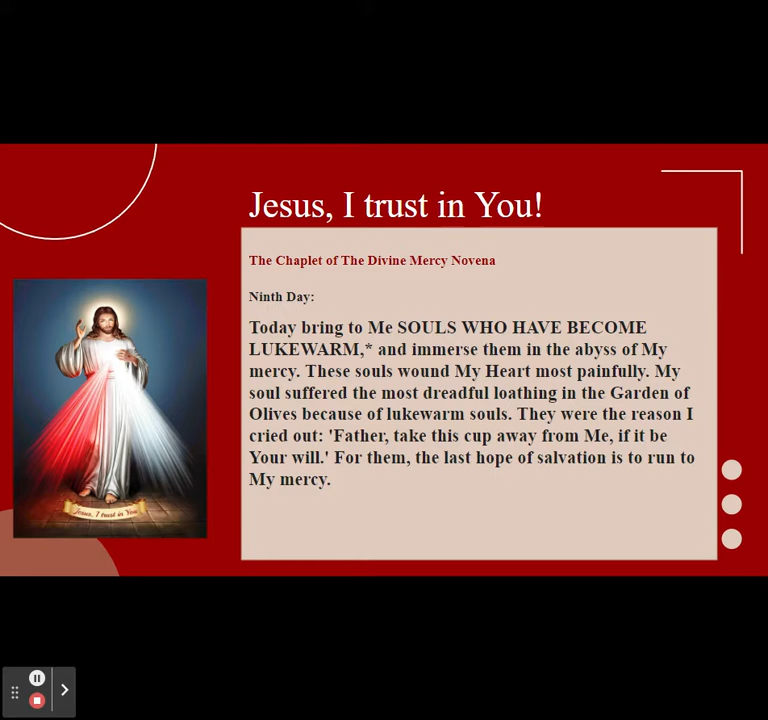 Jesus, I trust in You!
The Chaplet of The Divine Mercy Novena
Ninth Day:
Today bring to Me SOULS WHO HAVE BECOME
LUKEWARM,* and immerse them in the abyss of My
mercy. These souls wound My Heart most painfully. My
soul suffered the most dreadful loathing in the Garden of
Olives because of lukewarm souls. They were the reason I
cried out: 'Father, take this cup away from Me, if it be
Your will.' For them, the last hope of salvation is to run to
My mercy.
Jesus, I trust in You